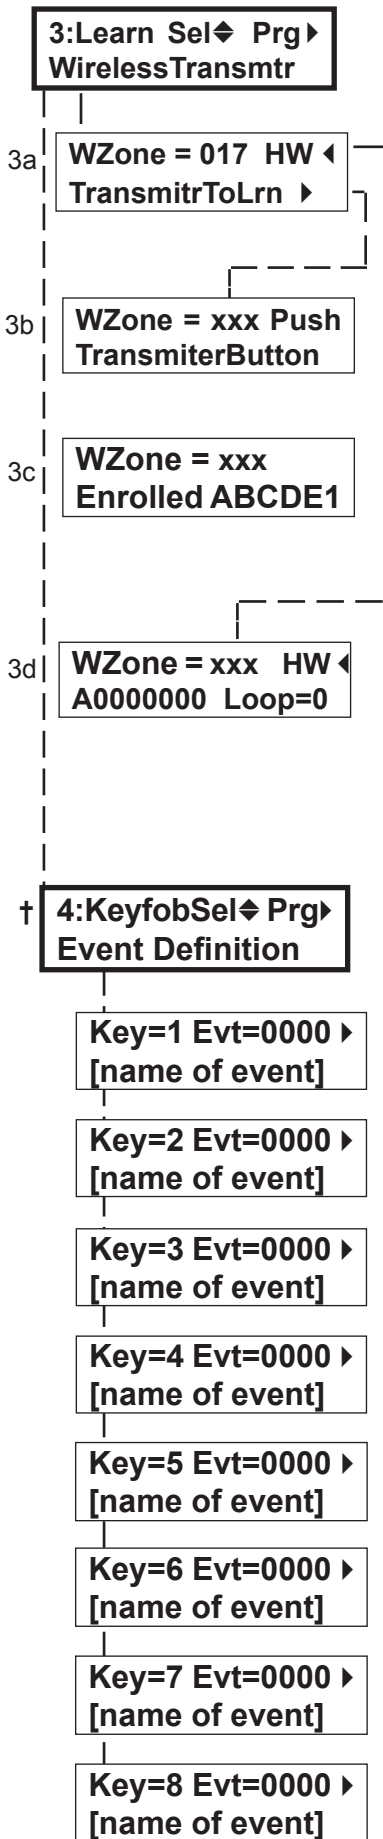 3:Learn Sel♦ Prg▶
WirelessTransmtr
3a
WZone = 017 HW ◀
TransmitrToLrn ▶
3b
WZone = xxx Push
TransmiterButton
3c
WZone = xxx
Enrolled ABCDE1
3d
WZone = xxx HW ◀
A0000000 Loop=0
†
4:KeyfobSel♦ Prg▶
Event Definition
Key=1 Evt=0000 ▶
[name of event]
Key=2 Evt=0000 ▶
[name of event]
Key=3 Evt=0000 ▶
[name of event]
Key=4 Evt=0000 ▶
[name of event]
Key=5 Evt=0000 ▶
[name of event]
Key=6 Evt=0000 ▶
[name of event]
Key=7 Evt=0000 ▶
[name of event]
Key=8 Evt=0000 ▶
[name of event]